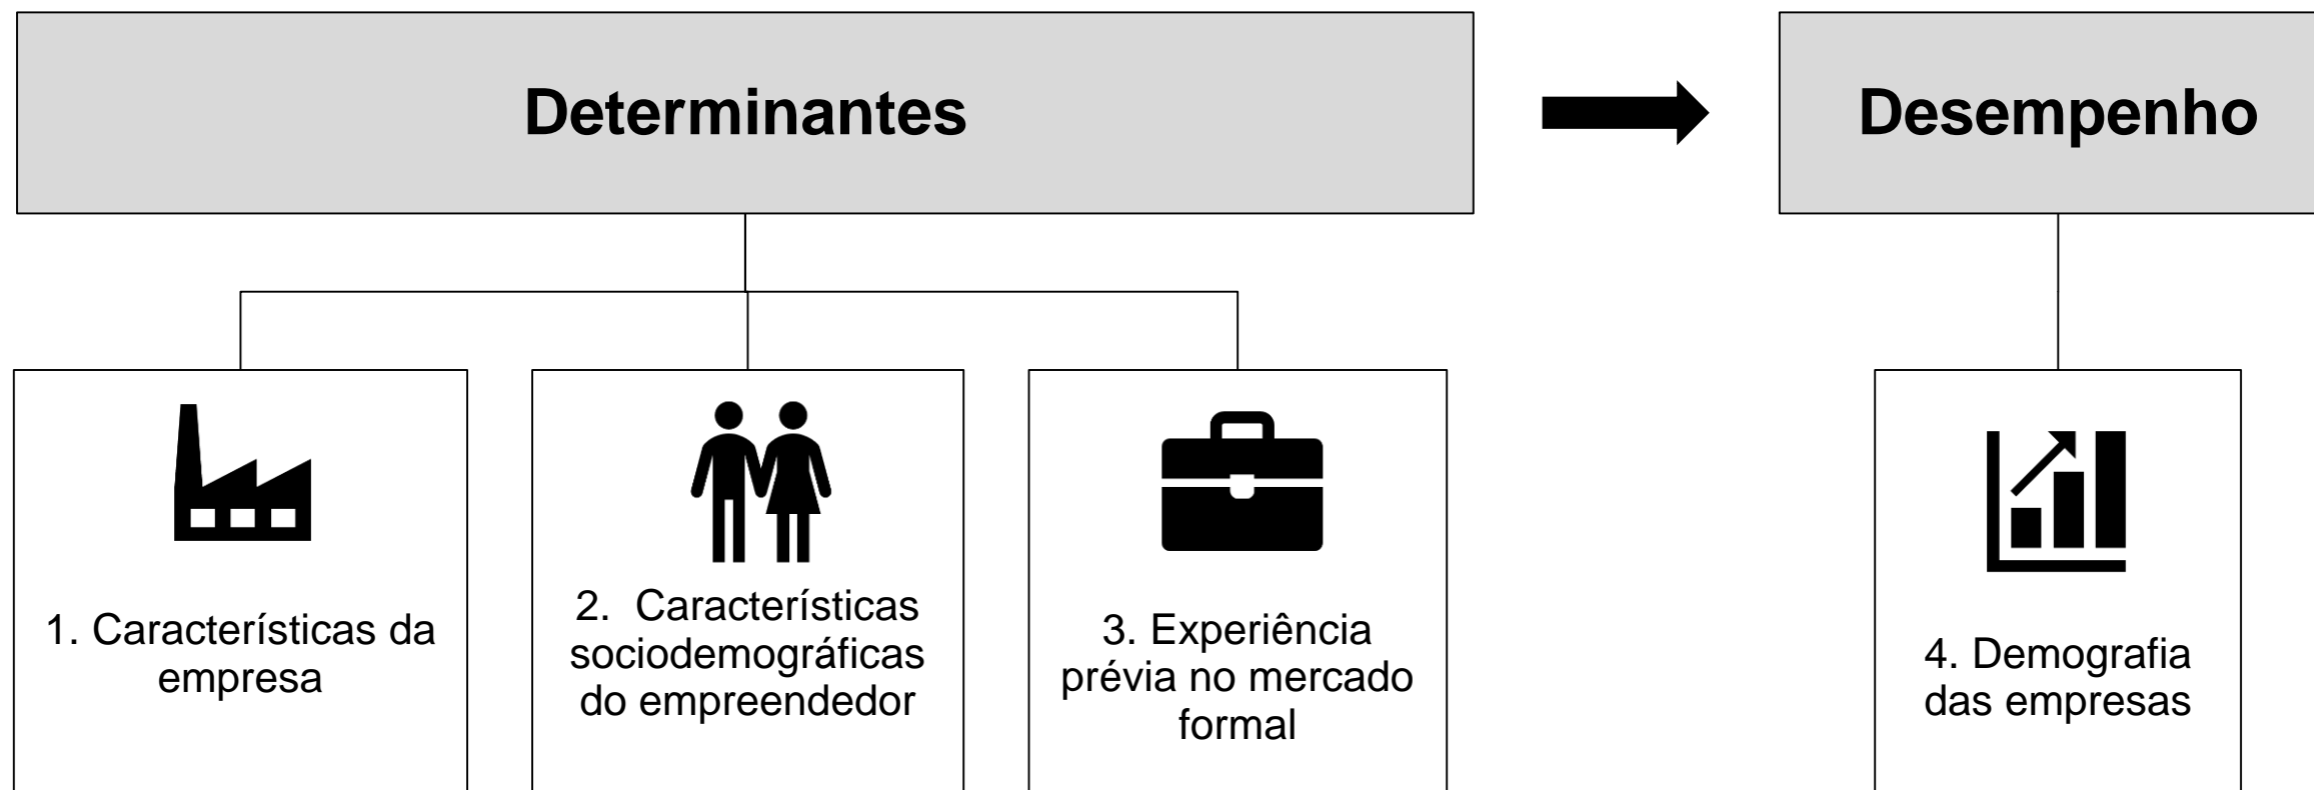 Determinantes
Desempenho
1. Características da
empresa
2. Características
sociodemográficas
do empreendedor
3. Experiência
prévia no mercado
formal
4. Demografia
das empresas